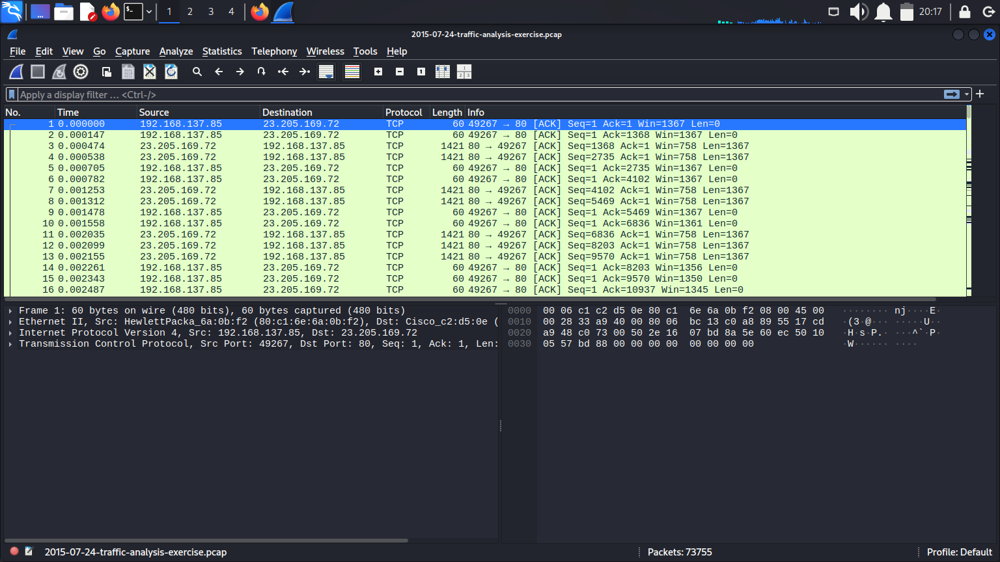 1 2 3 4 20:17
2015-07-24-traffic-analysis-exercise.pcap
File Edit View Go Capture Analyze Statistics Telephony Wireless Tools Help
Apply a display filter … <Ctrl-/>
No. Time Source Destination Protocol Length Info
1 0.000000 192.168.137.85 23.205.169.72 TCP 60 49267 → 80 [ACK] Seq=1 Ack=1 Win=1367 Len=0
2 0.000147 192.168.137.85 23.205.169.72 TCP 60 49267 → 80 [ACK] Seq=1 Ack=1368 Win=1367 Len=0
3 0.000474 23.205.169.72 192.168.137.85 TCP 1421 80 → 49267 [ACK] Seq=1368 Ack=1 Win=758 Len=1367
4 0.000538 23.205.169.72 192.168.137.85 TCP 1421 80 → 49267 [ACK] Seq=2735 Ack=1 Win=758 Len=1367
5 0.000705 192.168.137.85 23.205.169.72 TCP 60 49267 → 80 [ACK] Seq=1 Ack=2735 Win=1367 Len=0
6 0.000782 192.168.137.85 23.205.169.72 TCP 60 49267 → 80 [ACK] Seq=1 Ack=4102 Win=1367 Len=0
7 0.001253 23.205.169.72 192.168.137.85 TCP 1421 80 → 49267 [ACK] Seq=4102 Ack=1 Win=758 Len=1367
8 0.001312 23.205.169.72 192.168.137.85 TCP 1421 80 → 49267 [ACK] Seq=5469 Ack=1 Win=758 Len=1367
9 0.001478 192.168.137.85 23.205.169.72 TCP 60 49267 → 80 [ACK] Seq=1 Ack=5469 Win=1367 Len=0
10 0.001558 192.168.137.85 23.205.169.72 TCP 60 49267 → 80 [ACK] Seq=1 Ack=6836 Win=1361 Len=0
11 0.002035 23.205.169.72 192.168.137.85 TCP 1421 80 → 49267 [ACK] Seq=6836 Ack=1 Win=758 Len=1367
12 0.002099 23.205.169.72 192.168.137.85 TCP 1421 80 → 49267 [ACK] Seq=8203 Ack=1 Win=758 Len=1367
13 0.002155 23.205.169.72 192.168.137.85 TCP 1421 80 → 49267 [ACK] Seq=9570 Ack=1 Win=758 Len=1367
14 0.002261 192.168.137.85 23.205.169.72 TCP 60 49267 → 80 [ACK] Seq=1 Ack=8203 Win=1356 Len=0
15 0.002343 192.168.137.85 23.205.169.72 TCP 60 49267 → 80 [ACK] Seq=1 Ack=9570 Win=1350 Len=0
16 0.002487 192.168.137.85 23.205.169.72 TCP 60 49267 → 80 [ACK] Seq=1 Ack=10937 Win=1345 Len=0
Frame 1: 60 bytes on wire (480 bits), 60 bytes captured (480 bits)
Ethernet II, Src: HewlettPacka_6a:0b:f2 (80:c1:6e:6a:0b:f2), Dst: Cisco_c2:d5:0e (
Internet Protocol Version 4, Src: 192.168.137.85, Dst: 23.205.169.72
Transmission Control Protocol, Src Port: 49267, Dst Port: 80, Seq: 1, Ack: 1, Len:
0000 00 06 c1 c2 d5 0e 80 c1 6e 6a 0b f2 08 00 45 00 ········ nj····E·
0010 00 28 33 a9 40 00 80 06 bc 13 c0 a8 89 55 17 cd ·(3·@··· ·····U··
0020 a9 48 c0 73 00 50 2e 16 07 bd 8a 5e 60 ec 50 10 ·H·s·P.· ···^`·P·
0030 05 57 bd 88 00 00 00 00 00 00 00 00 ·W······ ····
2015-07-24-traffic-analysis-exercise.pcap Packets: 73755 Profile: Default